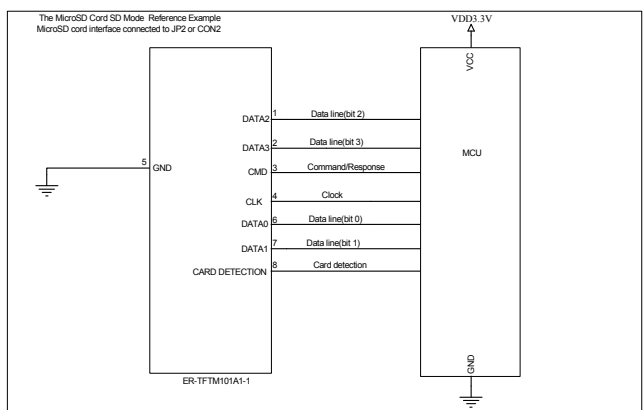 The MicroSD Cord SD Mode Reference Example
MicroSD cord interface connected to JP2 or CON2
VDD3.3V
VCC
DATA2 1 Data line(bit 2)
DATA3 2 Data line(bit 3)
MCU
5 GND
CMD 3 Command/Response
CLK 4 Clock
DATA0 6 Data line(bit 0)
DATA1 7 Data line(bit 1)
CARD DETECTION 8 Card detection
GND
ER-TFTM101A1-1